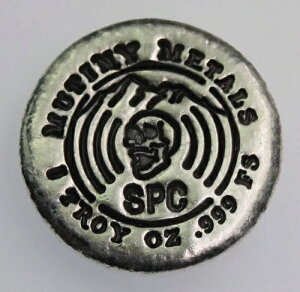 MUTINY METALS
SPC
1 TROY OZ .999 FS